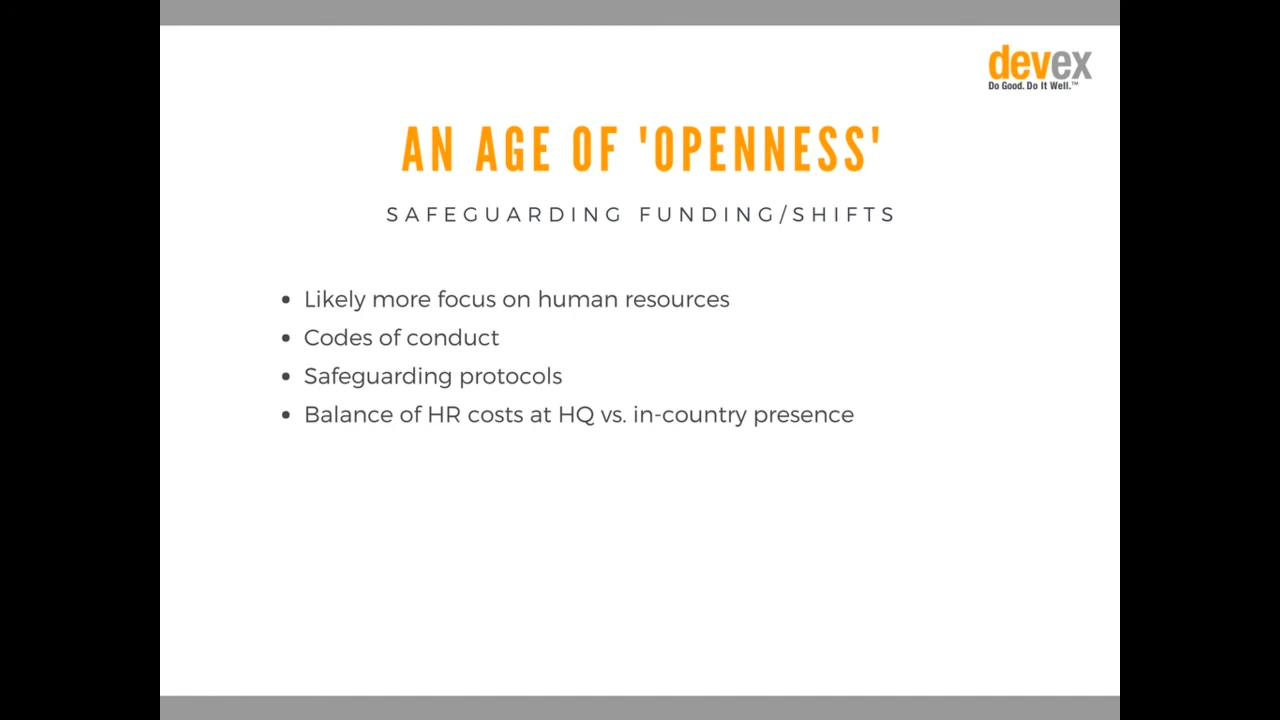 devex
Do Good. Do It Well.™
AN AGE OF 'OPENNESS'
SAFEGUARDING FUNDING/SHIFTS
• Likely more focus on human resources
• Codes of conduct
• Safeguarding protocols
• Balance of HR costs at HQ vs. in-country presence